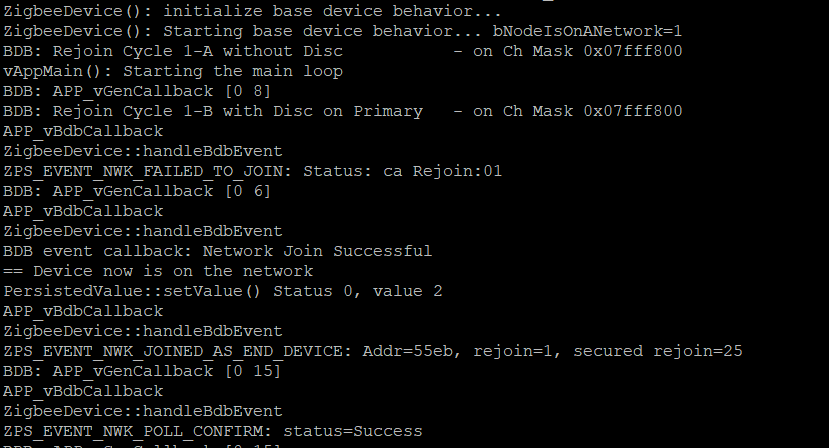 ZigbeeDevice(): initialize base device behavior...
ZigbeeDevice(): Starting base device behavior... bNodeIsOnANetwork=1
BDB: Rejoin Cycle 1-A without Disc           - on Ch Mask 0x07fff800
vAppMain(): Starting the main loop
BDB: APP_vGenCallback [0 8]
BDB: Rejoin Cycle 1-B with Disc on Primary   - on Ch Mask 0x07fff800
APP_vBdbCallback
ZigbeeDevice::handleBdbEvent
ZPS_EVENT_NWK_FAILED_TO_JOIN: Status: ca Rejoin:01
BDB: APP_vGenCallback [0 6]
APP_vBdbCallback
ZigbeeDevice::handleBdbEvent
BDB event callback: Network Join Successful
== Device now is on the network
PersistedValue::setValue() Status 0, value 2
APP_vBdbCallback
ZigbeeDevice::handleBdbEvent
ZPS_EVENT_NWK_JOINED_AS_END_DEVICE: Addr=55eb, rejoin=1, secured rejoin=25
BDB: APP_vGenCallback [0 15]
APP_vBdbCallback
ZigbeeDevice::handleBdbEvent
ZPS_EVENT_NWK_POLL_CONFIRM: status=Success